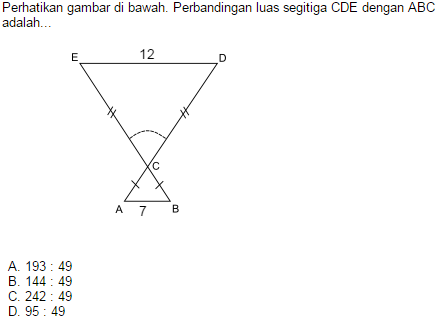 Perhatikan gambar di bawah. Perbandingan luas segitiga CDE dengan ABC
adalah...
E 12 D
C
A 7 B
A. 193 : 49
B. 144 : 49
C. 242 : 49
D. 95 : 49